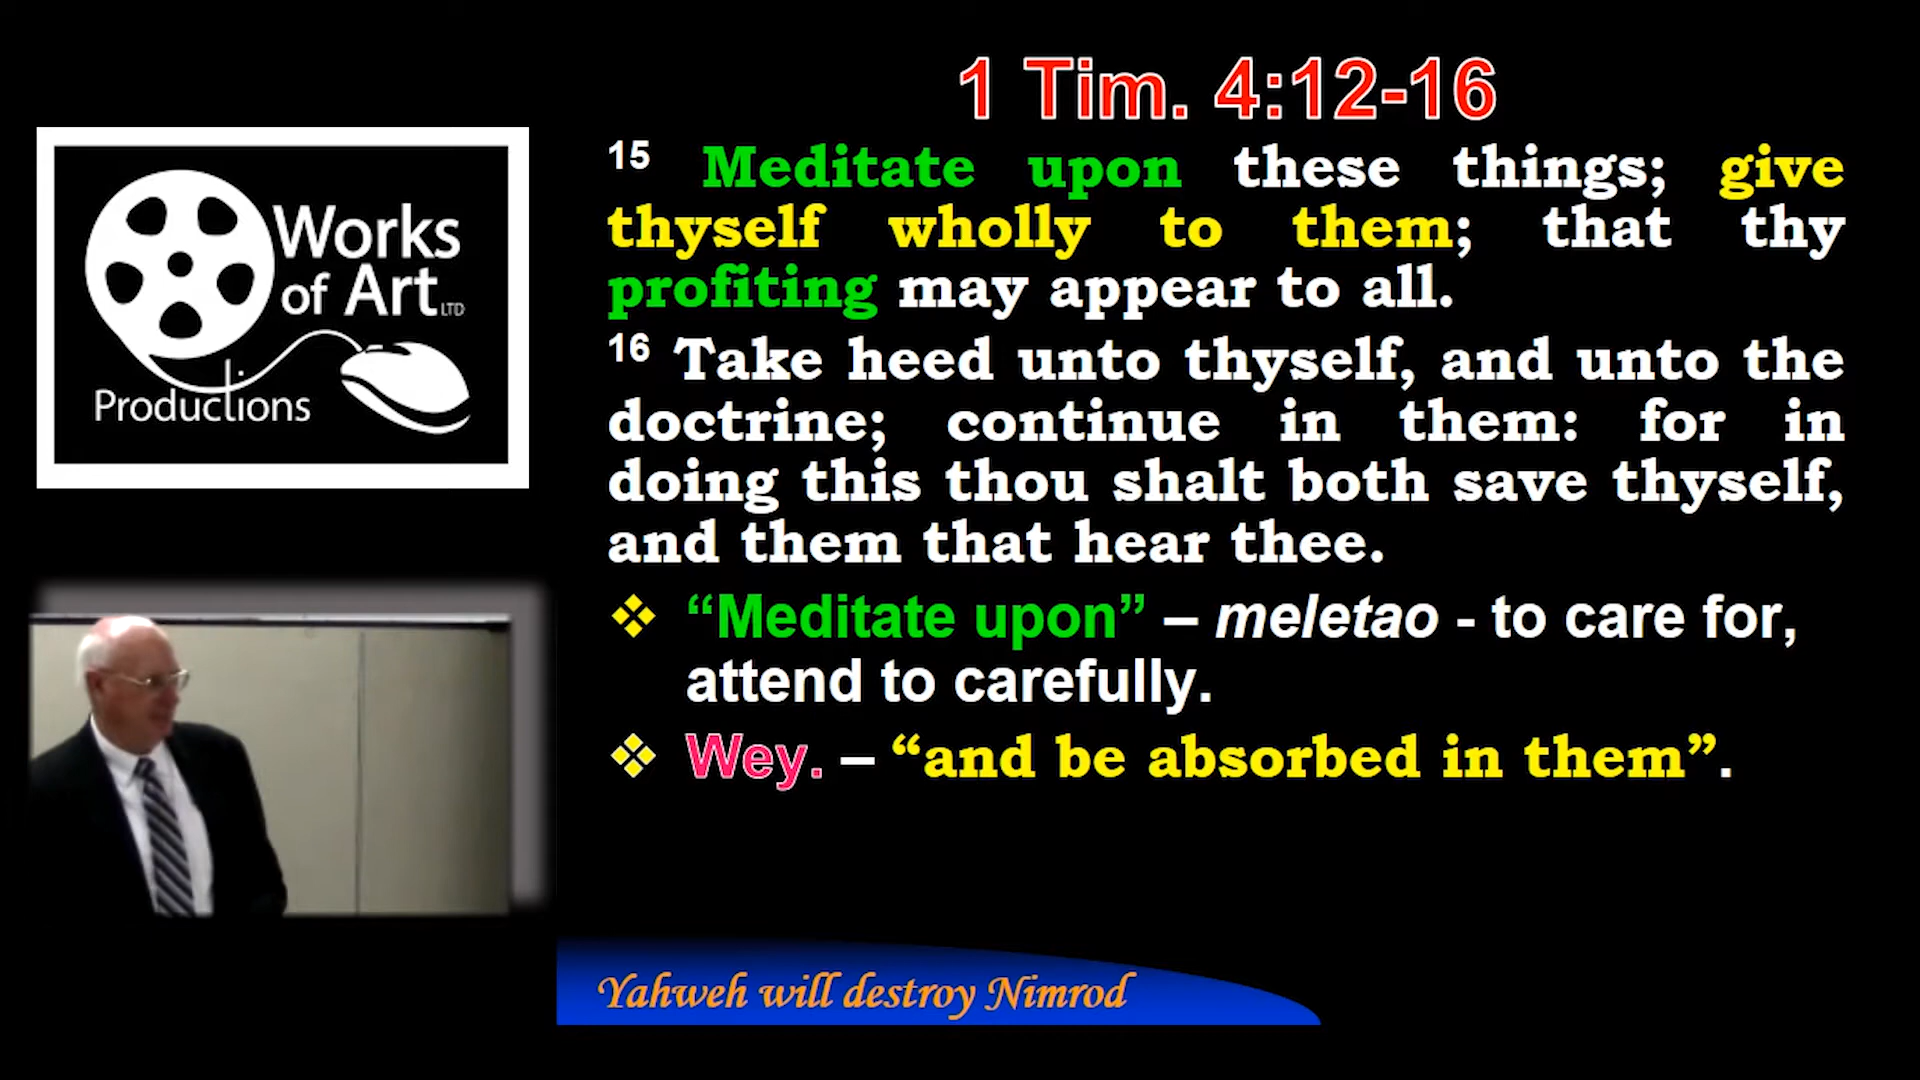 Works
of Art LTD
Productions
1 Tim. 4:12-16
15 Meditate upon these things; give
thyself wholly to them; that thy
profiting may appear to all.
16 Take heed unto thyself, and unto the
doctrine; continue in them: for in
doing this thou shalt both save thyself,
and them that hear thee.
❖ “Meditate upon” – meletao - to care for,
attend to carefully.
❖ Wey. – “and be absorbed in them”.
Yahweh will destroy Nimrod